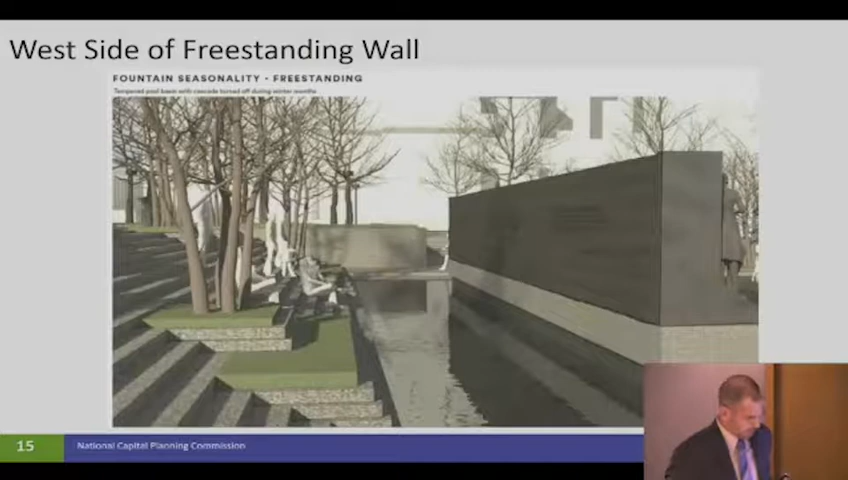 West Side of Freestanding Wall
FOUNTAIN SEASONALITY - FREESTANDING
Tempered pool basin with cascade turned off during winter months
15
National Capital Planning Commission